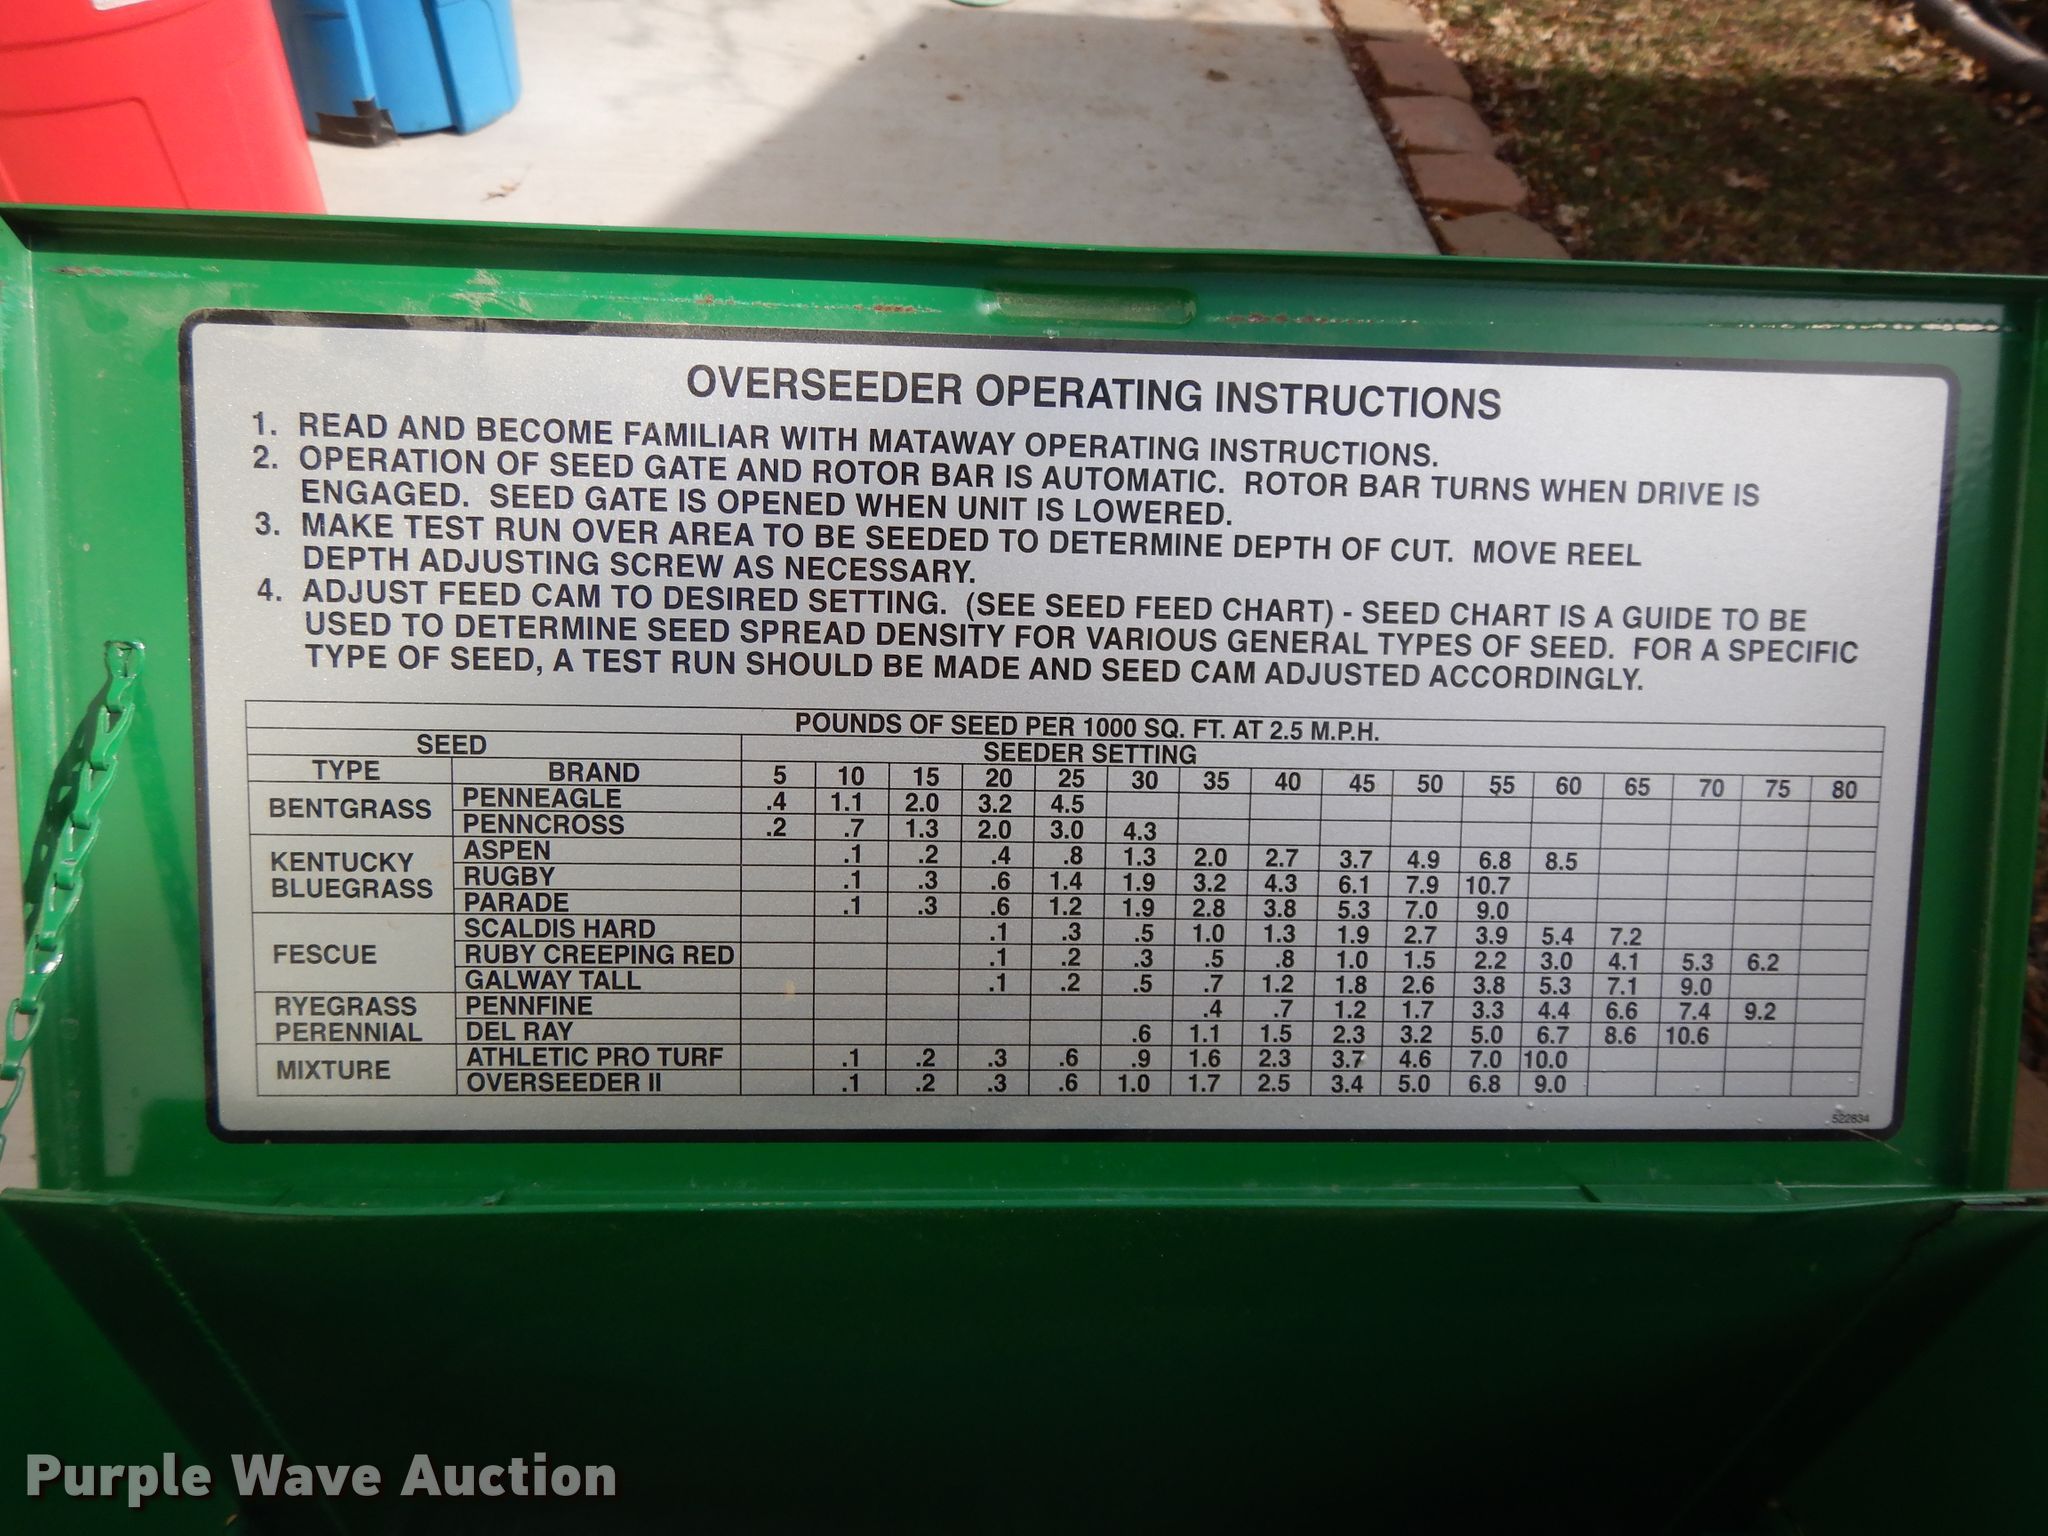 OVERSEEDER OPERATING INSTRUCTIONS
1. READ AND BECOME FAMILIAR WITH MATAWAY OPERATING INSTRUCTIONS.
2. OPERATION OF SEED GATE AND ROTOR BAR IS AUTOMATIC. ROTOR BAR TURNS WHEN DRIVE IS
ENGAGED. SEED GATE IS OPENED WHEN UNIT IS LOWERED.
3. MAKE TEST RUN OVER AREA TO BE SEEDED TO DETERMINE DEPTH OF CUT. MOVE REEL
DEPTH ADJUSTING SCREW AS NECESSARY.
4. ADJUST FEED CAM TO DESIRED SETTING. (SEE SEED FEED CHART) - SEED CHART IS A GUIDE TO BE
USED TO DETERMINE SEED SPREAD DENSITY FOR VARIOUS GENERAL TYPES OF SEED. FOR A SPECIFIC
TYPE OF SEED, A TEST RUN SHOULD BE MADE AND SEED CAM ADJUSTED ACCORDINGLY.
POUNDS OF SEED PER 1000 SQ. FT. AT 2.5 M.P.H.
SEED SEEDER SETTING
TYPE BRAND 5 10 15 20 25 30 35 40 45 50 55 60 65 70 75 80
BENTGRASS PENNEAGLE .4 1.1 2.0 3.2 4.5
PENNCROSS .2 .7 1.3 2.0 3.0 4.3
KENTUCKY BLUEGRASS ASPEN .1 .2 .4 .8 1.3 2.0 2.7 3.7 4.9 6.8 8.5
RUGBY .1 .3 .6 1.4 1.9 3.2 4.3 6.1 7.9 10.7
PARADE .1 .3 .6 1.2 1.9 2.8 3.8 5.3 7.0 9.0
FESCUE SCALDIS HARD .1 .3 .5 1.0 1.3 1.9 2.7 3.9 5.4 7.2
RUBY CREEPING RED .1 .2 .3 .5 .8 1.0 1.5 2.2 3.0 4.1 5.3 6.2
GALWAY TALL .1 .2 .5 .7 1.2 1.8 2.6 3.8 5.3 7.1 9.0
RYEGRASS PERENNIAL PENNFINE .4 .7 1.2 1.7 3.3 4.4 6.6 7.4 9.2
DEL RAY .6 1.1 1.5 2.3 3.2 5.0 6.7 8.6 10.6
MIXTURE ATHLETIC PRO TURF .1 .2 .3 .6 .9 1.6 2.3 3.7 4.6 7.0 10.0
OVERSEEDER II .1 .2 .3 .6 1.0 1.7 2.5 3.4 5.0 6.8 9.0
522834
Purple Wave Auction